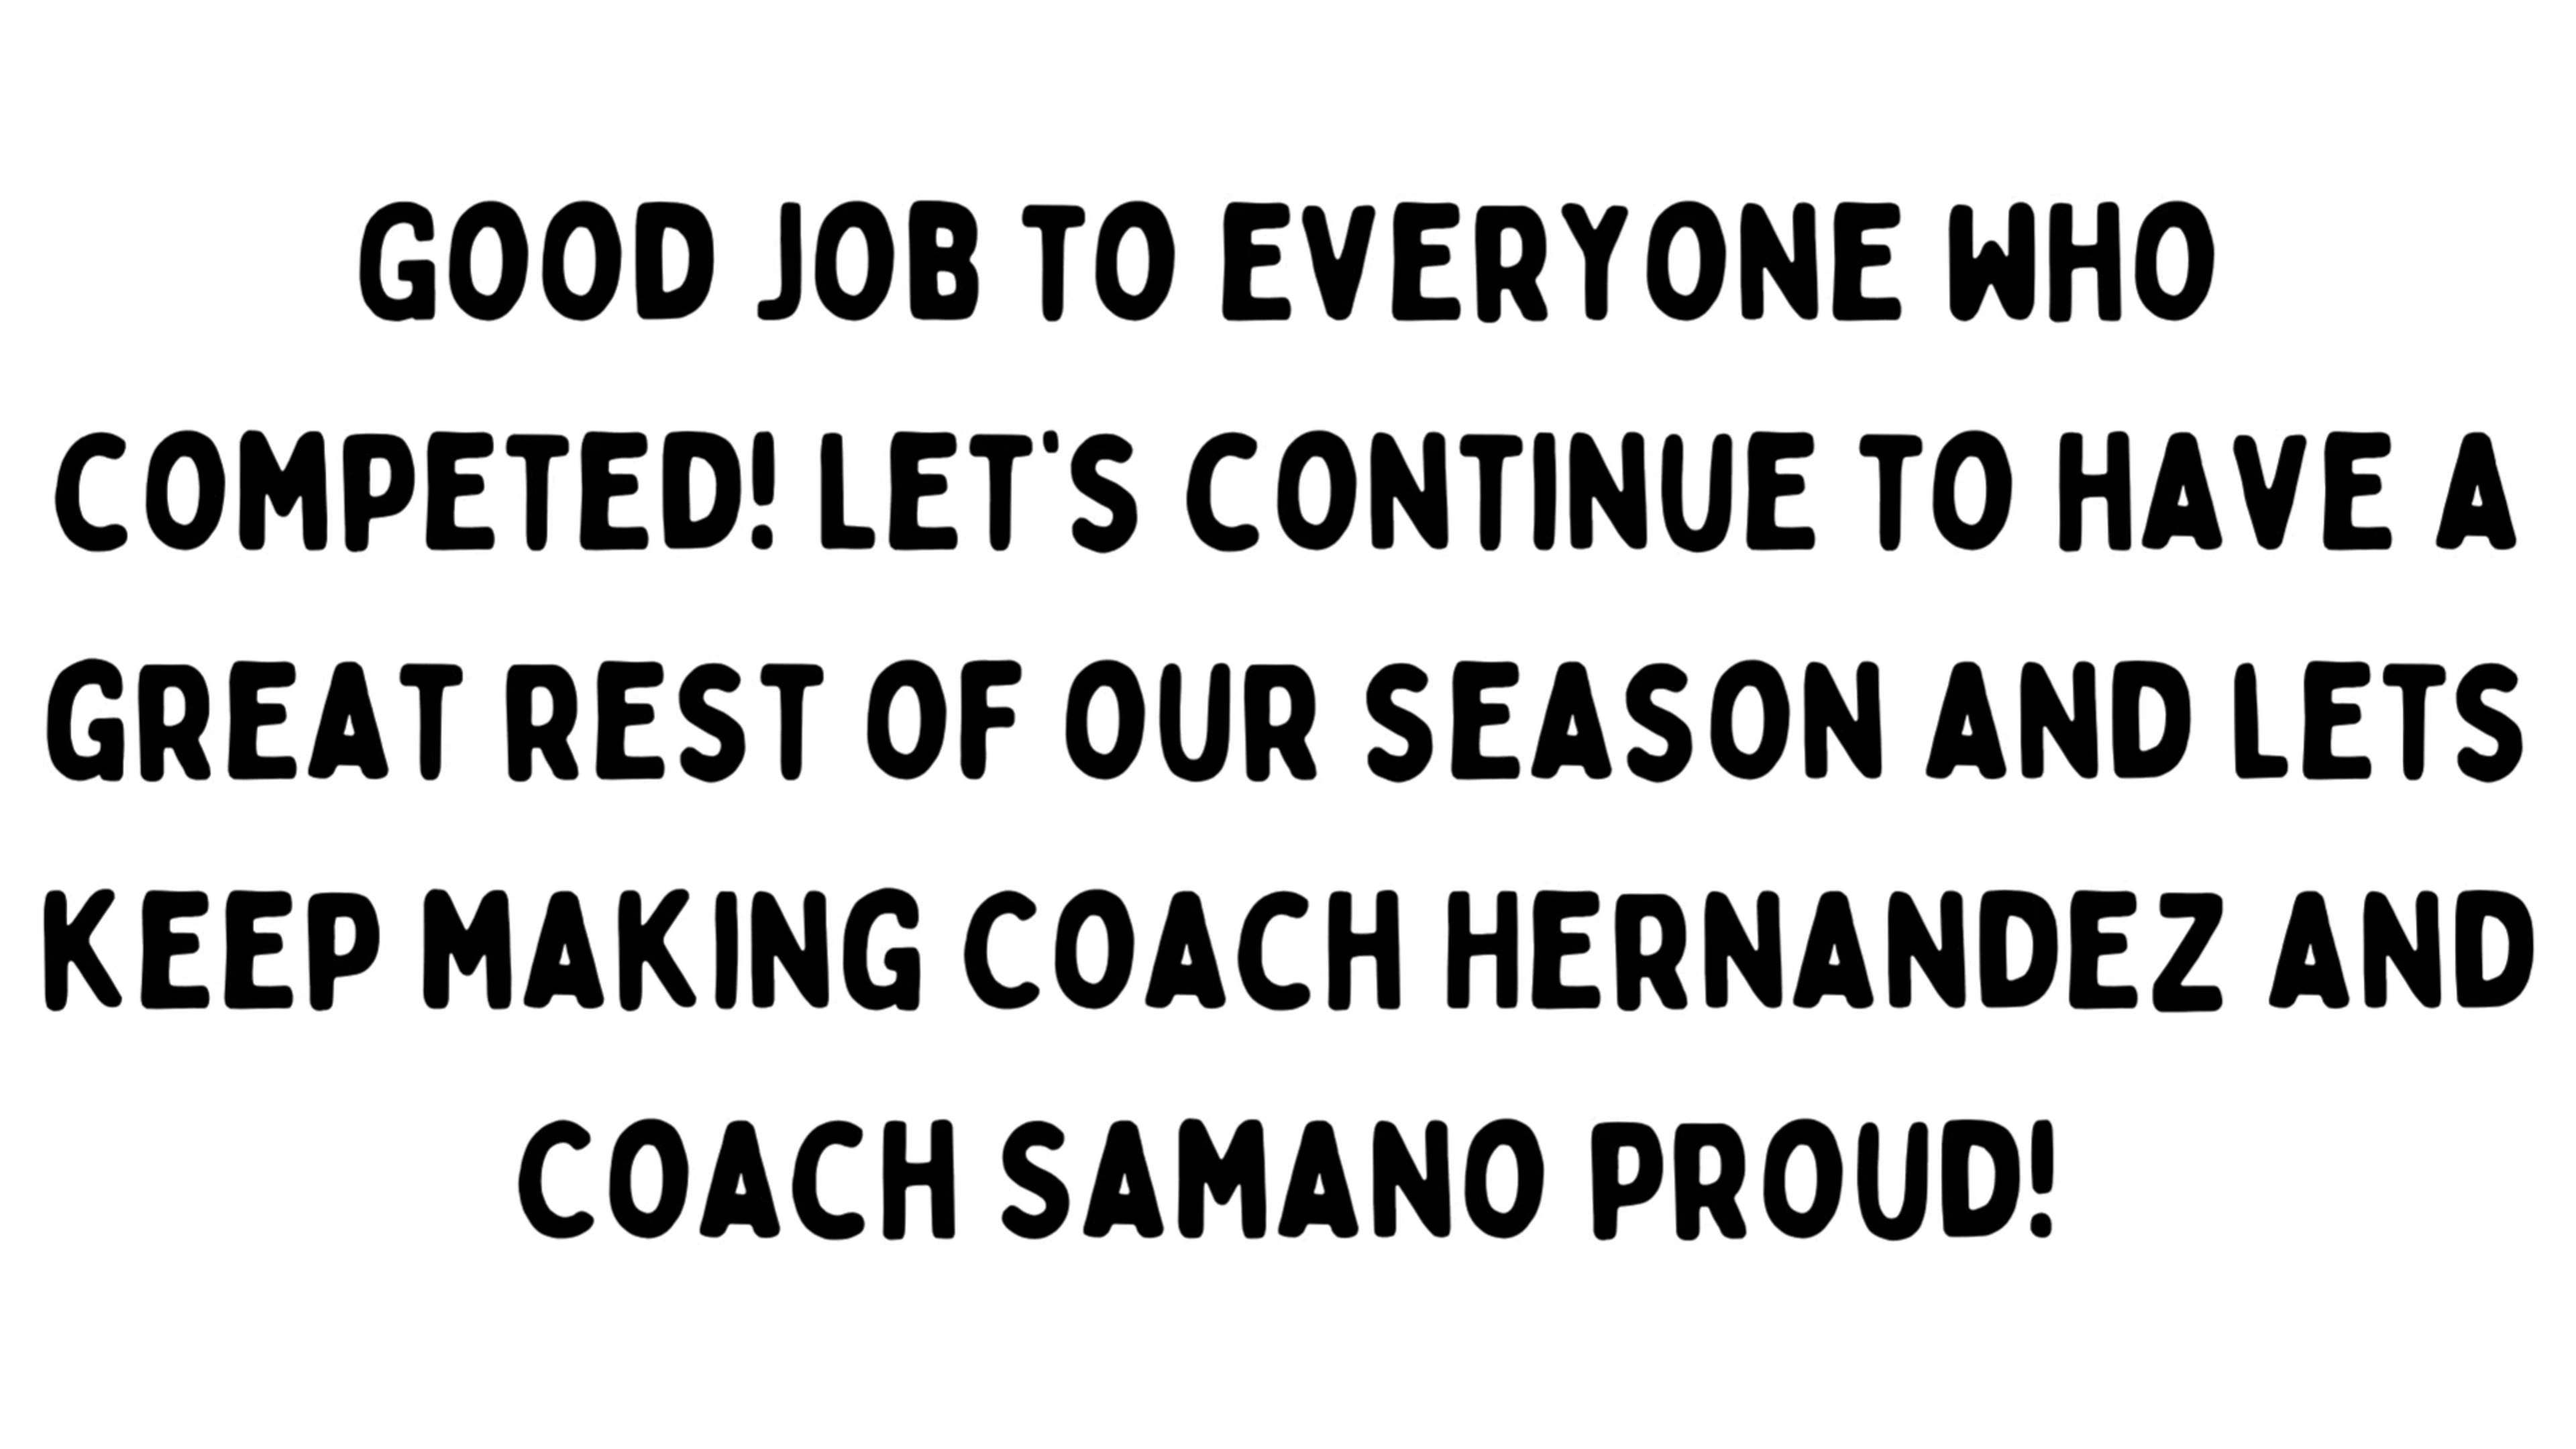 GOOD JOB TO EVERYONE WHO
COMPETED! LET'S CONTINUE TO HAVE A
GREAT REST OF OUR SEASON AND LETS
KEEP MAKING COACH HERNANDEZ AND
COACH SAMANO PROUD!